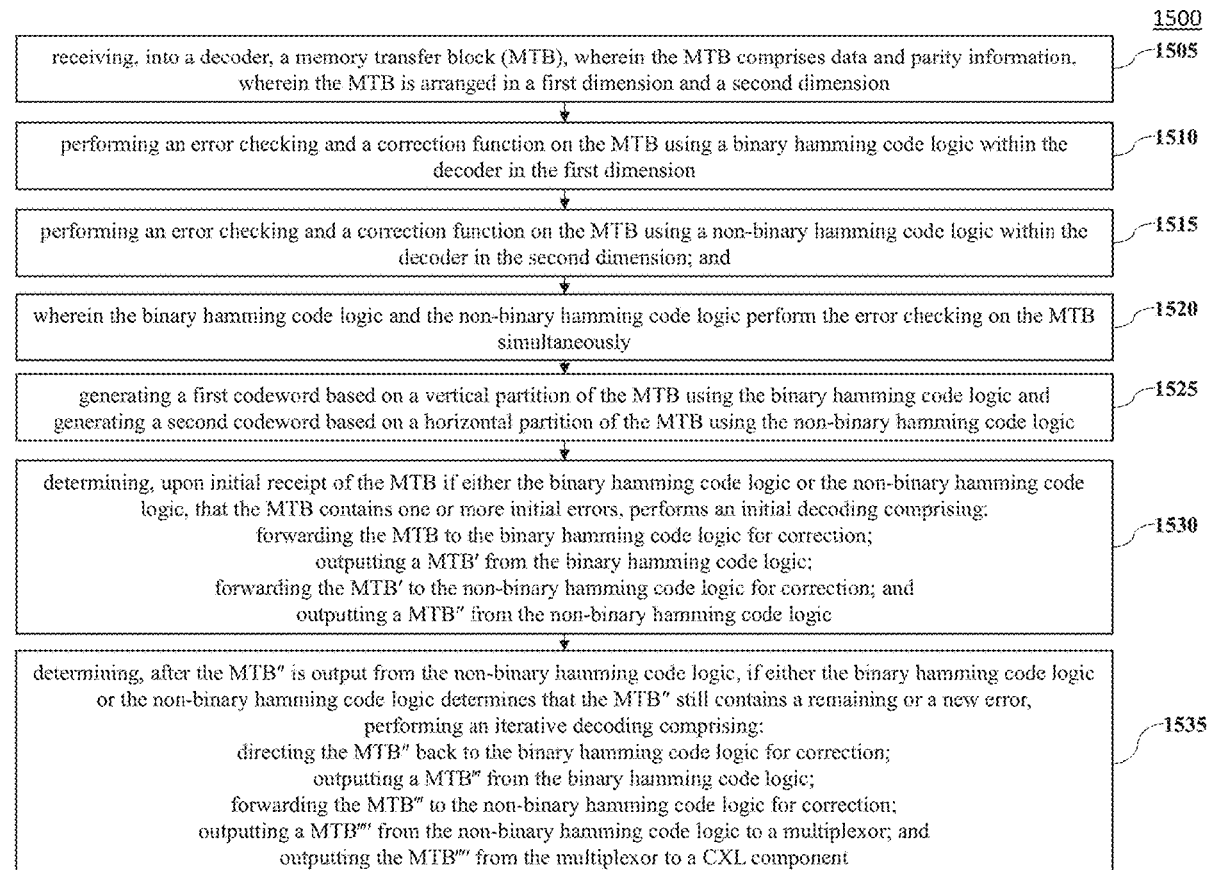 1500
receiving, into a decoder, a memory transfer block (MTB), wherein the MTB comprises data and parity information,
wherein the MTB is arranged in a first dimension and a second dimension
1505
performing an error checking and a correction function on the MTB using a binary hamming code logic within the
decoder in the first dimension
1510
performing an error checking and a correction function on the MTB using a non-binary hamming code logic within the
decoder in the second dimension; and
1515
wherein the binary hamming code logic and the non-binary hamming code logic perform the error checking on the MTB
simultaneously
1520
generating a first codeword based on a vertical partition of the MTB using the binary hamming code logic and
generating a second codeword based on a horizontal partition of the MTB using the non-binary hamming code logic
1525
determining, upon initial receipt of the MTB if either the binary hamming code logic or the non-binary hamming code
logic, that the MTB contains one or more initial errors, performs an initial decoding comprising:
forwarding the MTB to the binary hamming code logic for correction;
outputting a MTB′ from the binary hamming code logic;
forwarding the MTB′ to the non-binary hamming code logic for correction; and
outputting a MTB″ from the non-binary hamming code logic
1530
determining, after the MTB″ is output from the non-binary hamming code logic, if either the binary hamming code logic
or the non-binary hamming code logic determines that the MTB″ still contains a remaining or a new error,
performing an iterative decoding comprising:
directing the MTB″ back to the binary hamming code logic for correction;
outputting a MTB‴ from the binary hamming code logic;
forwarding the MTB‴ to the non-binary hamming code logic for correction;
outputting a MTB⁗ from the non-binary hamming code logic to a multiplexor; and
outputting the MTB⁗ from the multiplexor to a CXL component
1535